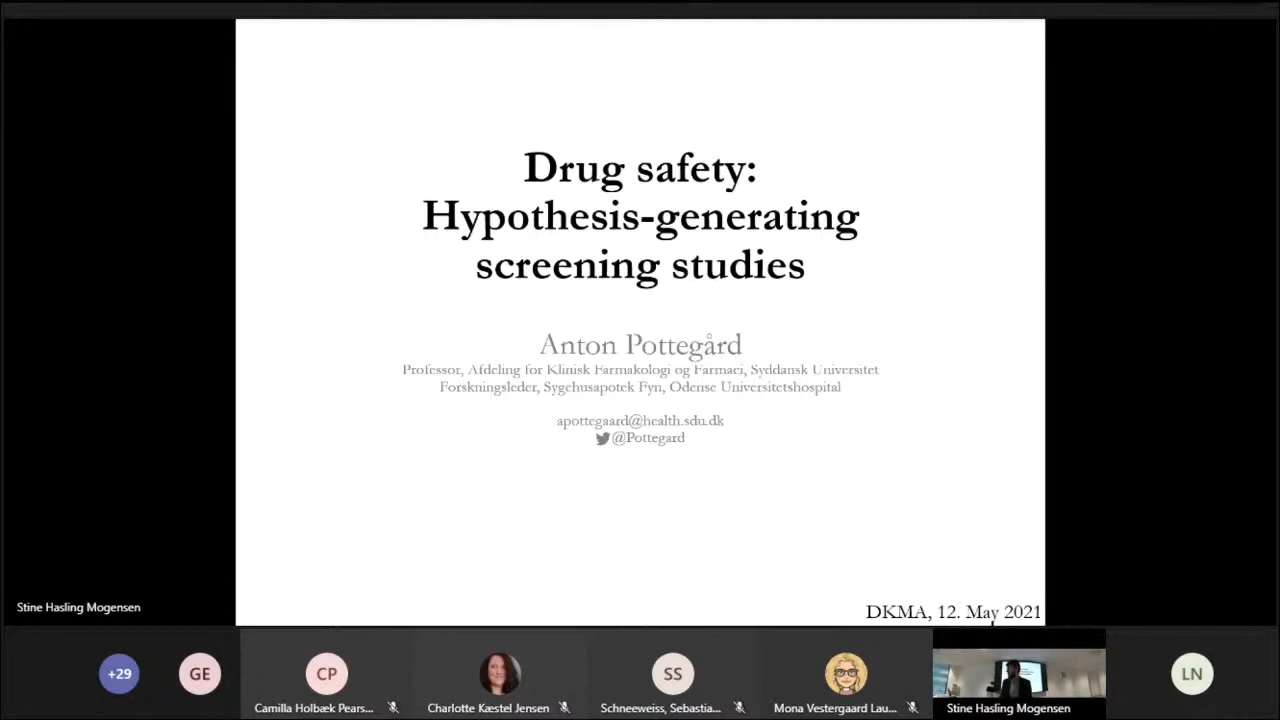 Drug safety:
Hypothesis-generating
screening studies
Anton Pottegård
Professor, Afdeling for Klinisk Farmakologi og Farmaci, Syddansk Universitet
Forskningsleder, Sygehusapotek Fyn, Odense Universitetshospital
apottegaard@health.sdu.dk
@Pottegard
DKMA, 12. May 2021
Stine Hasling Mogensen
+29
GE
CP
SS
LN
Camilla Holbæk Pears...
Charlotte Kæstel Jensen
Schneeweiss, Sebastia...
Mona Vestergaard Lau...
Stine Hasling Mogensen